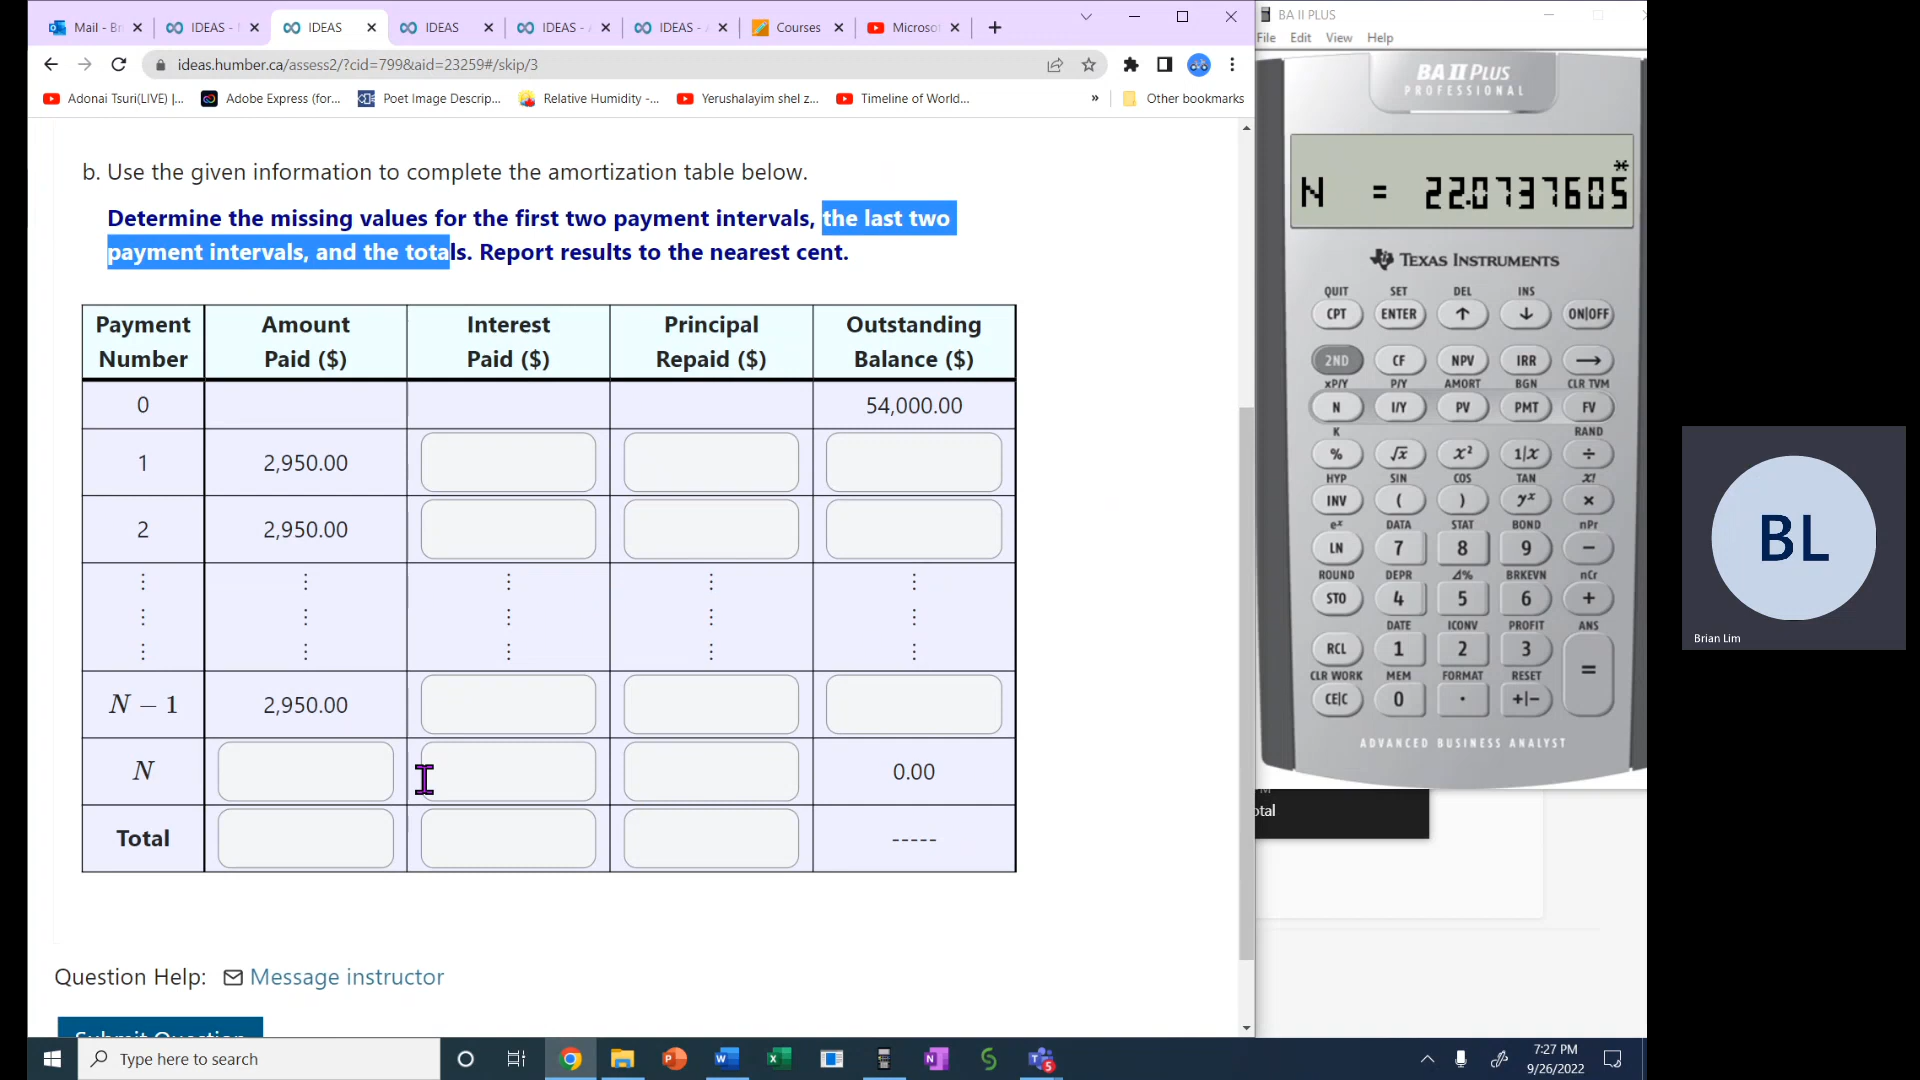 Mail - Br
IDEAS -
IDEAS
IDEAS
IDEAS -
IDEAS -
Courses
Microso
ideas.humber.ca/assess2/?cid=799&aid=23259#/skip/3
Adonai Tsuri(LIVE) |...
Adobe Express (for...
Poet Image Descrip...
Relative Humidity -...
Yerushalayim shel z...
Timeline of World...
»
Other bookmarks
b. Use the given information to complete the amortization table below.
Determine the missing values for the first two payment intervals, the last two
payment intervals, and the totals. Report results to the nearest cent.
Payment Number
Amount Paid ($)
Interest Paid ($)
Principal Repaid ($)
Outstanding Balance ($)
0 54,000.00
1 2,950.00
2 2,950.00
⋮ ⋮ ⋮ ⋮ ⋮
⋮ ⋮ ⋮ ⋮ ⋮
⋮ ⋮ ⋮ ⋮ ⋮
N − 1 2,950.00
N 0.00
Total -----
Question Help: Message instructor
Submit Question
BA II PLUS
File Edit View Help
BA II PLUS
PROFESSIONAL
*
N = 22.0737605
TEXAS INSTRUMENTS
QUIT SET DEL INS
CPT ENTER ↑ ↓ ON|OFF
2ND CF NPV IRR →
xP/Y P/Y AMORT BGN CLR TVM
N I/Y PV PMT FV
K RAND
% √x x² 1/x ÷
HYP SIN COS TAN x!
INV ( ) yˣ ×
eˣ DATA STAT BOND nPr
LN 7 8 9 −
ROUND DEPR Δ% BRKEVN nCr
STO 4 5 6 +
DATE ICONV PROFIT ANS
RCL 1 2 3 =
CLR WORK MEM FORMAT RESET
CE|C 0 . +|−
ADVANCED BUSINESS ANALYST
otal
BL
Brian Lim
Type here to search
5
7:27 PM
9/26/2022